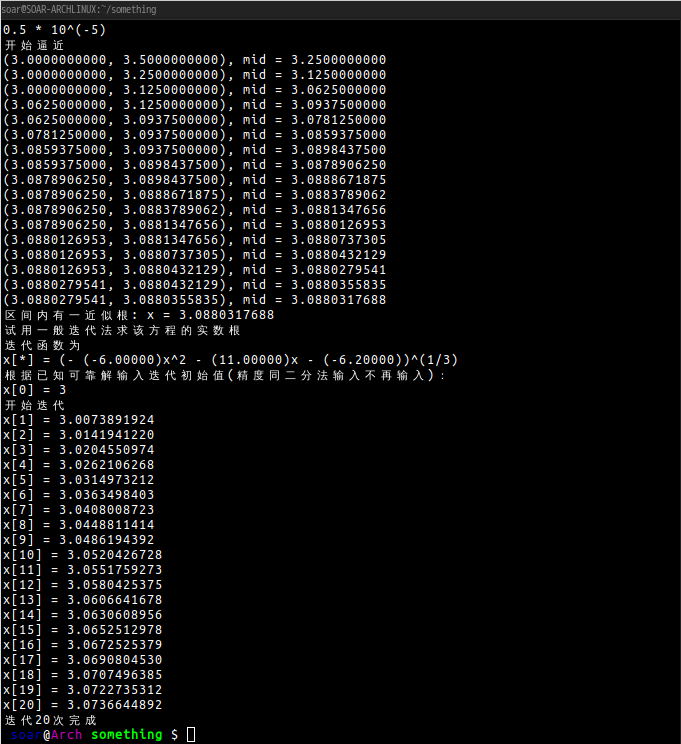 soar@SOAR-ARCHLINUX:~/something
0.5 * 10^(-5)
开始逼近
(3.0000000000, 3.5000000000), mid = 3.2500000000
(3.0000000000, 3.2500000000), mid = 3.1250000000
(3.0000000000, 3.1250000000), mid = 3.0625000000
(3.0625000000, 3.1250000000), mid = 3.0937500000
(3.0625000000, 3.0937500000), mid = 3.0781250000
(3.0781250000, 3.0937500000), mid = 3.0859375000
(3.0859375000, 3.0937500000), mid = 3.0898437500
(3.0859375000, 3.0898437500), mid = 3.0878906250
(3.0878906250, 3.0898437500), mid = 3.0888671875
(3.0878906250, 3.0888671875), mid = 3.0883789062
(3.0878906250, 3.0883789062), mid = 3.0881347656
(3.0878906250, 3.0881347656), mid = 3.0880126953
(3.0880126953, 3.0881347656), mid = 3.0880737305
(3.0880126953, 3.0880737305), mid = 3.0880432129
(3.0880126953, 3.0880432129), mid = 3.0880279541
(3.0880279541, 3.0880432129), mid = 3.0880355835
(3.0880279541, 3.0880355835), mid = 3.0880317688
区间内有一近似根: x = 3.0880317688
试用一般迭代法求该方程的实数根
迭代函数为
x[*] = (- (-6.00000)x^2 - (11.00000)x - (-6.20000))^(1/3)
根据已知可靠解输入迭代初始值(精度同二分法输入不再输入):
x[0] = 3
开始迭代
x[1] = 3.0073891924
x[2] = 3.0141941220
x[3] = 3.0204550974
x[4] = 3.0262106268
x[5] = 3.0314973212
x[6] = 3.0363498403
x[7] = 3.0408008723
x[8] = 3.0448811414
x[9] = 3.0486194392
x[10] = 3.0520426728
x[11] = 3.0551759273
x[12] = 3.0580425375
x[13] = 3.0606641678
x[14] = 3.0630608956
x[15] = 3.0652512978
x[16] = 3.0672525379
x[17] = 3.0690804530
x[18] = 3.0707496385
x[19] = 3.0722735312
x[20] = 3.0736644892
迭代20次完成
soar@Arch something $